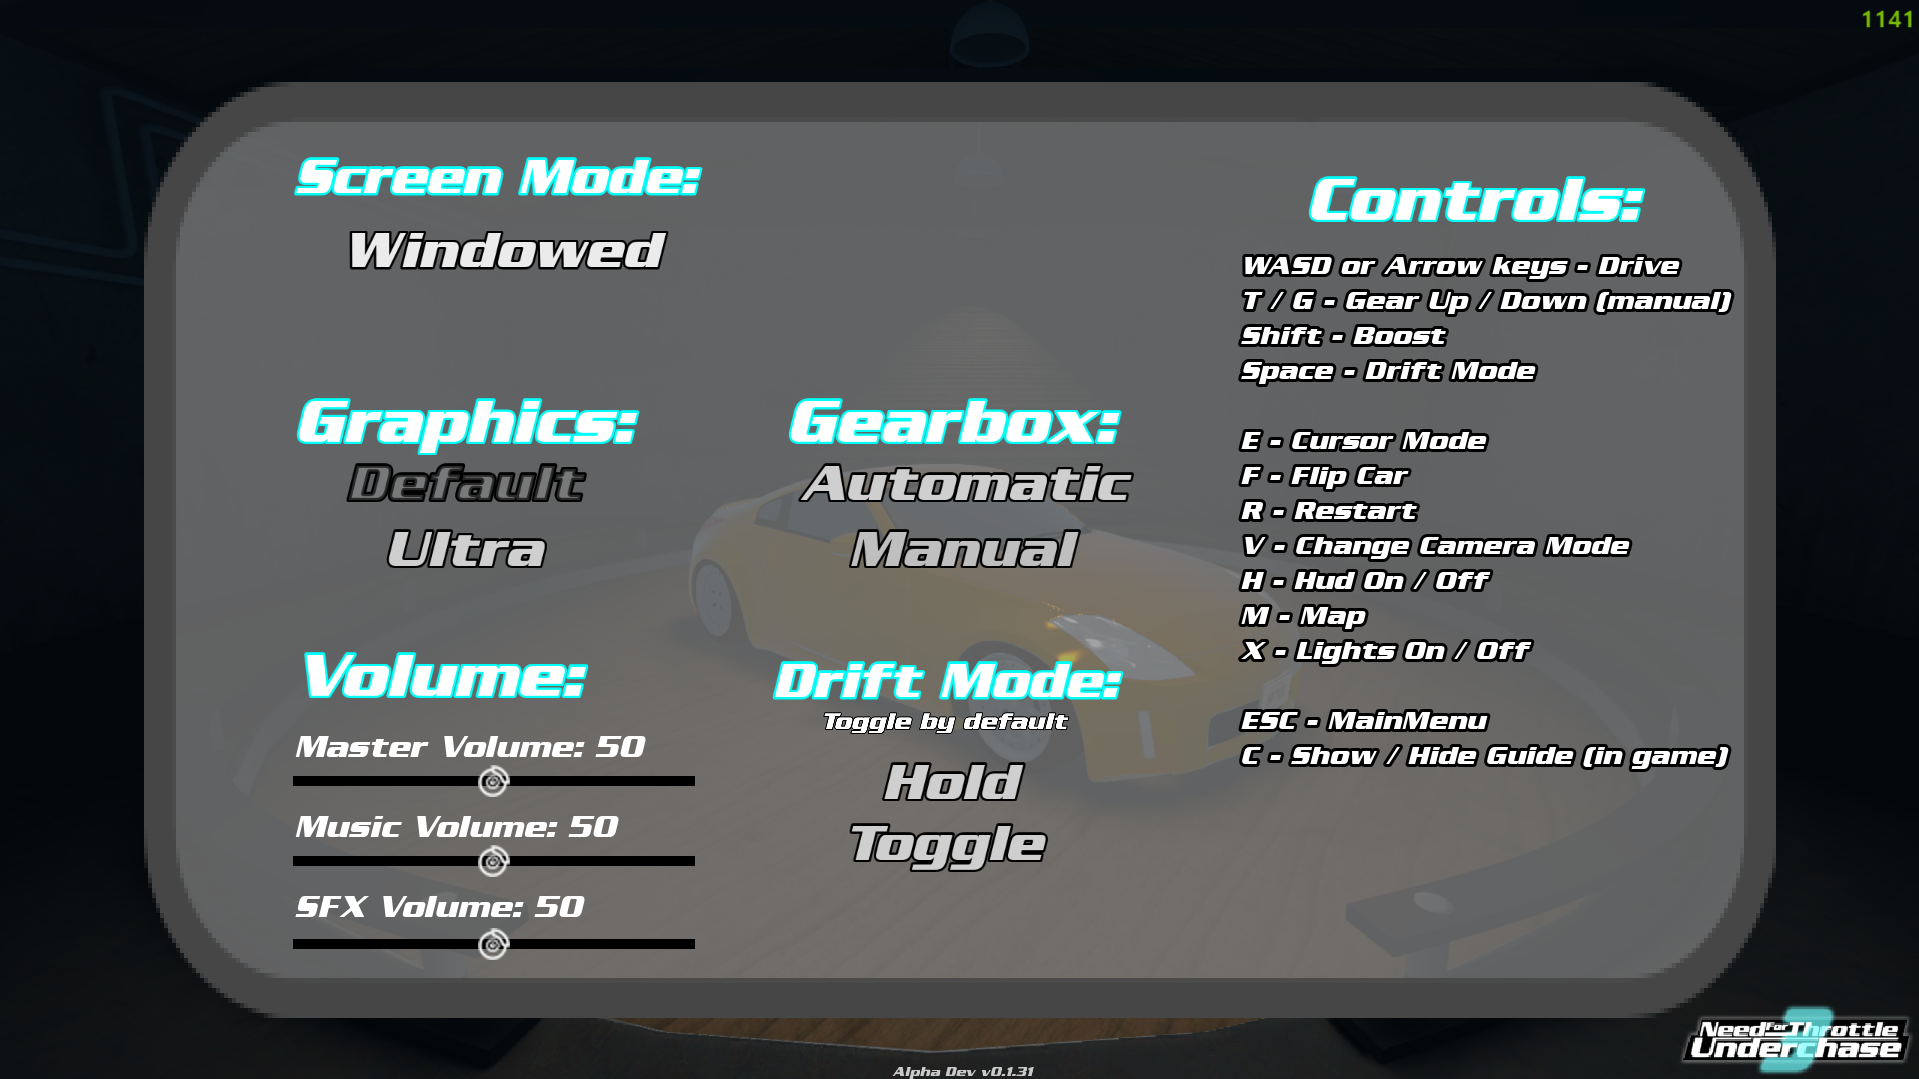 1141
Screen Mode:
Windowed
Graphics:
Default
Ultra
Gearbox:
Automatic
Manual
Volume:
Master Volume: 50
Music Volume: 50
SFX Volume: 50
Drift Mode:
Toggle by default
Hold
Toggle
Controls:
WASD or Arrow keys - Drive
T / G - Gear Up / Down (manual)
Shift - Boost
Space - Drift Mode
E - Cursor Mode
F - Flip Car
R - Restart
V - Change Camera Mode
H - Hud On / Off
M - Map
X - Lights On / Off
ESC - MainMenu
C - Show / Hide Guide (in game)
Need For Throttle
Underchase
3
Alpha Dev v0.1.31